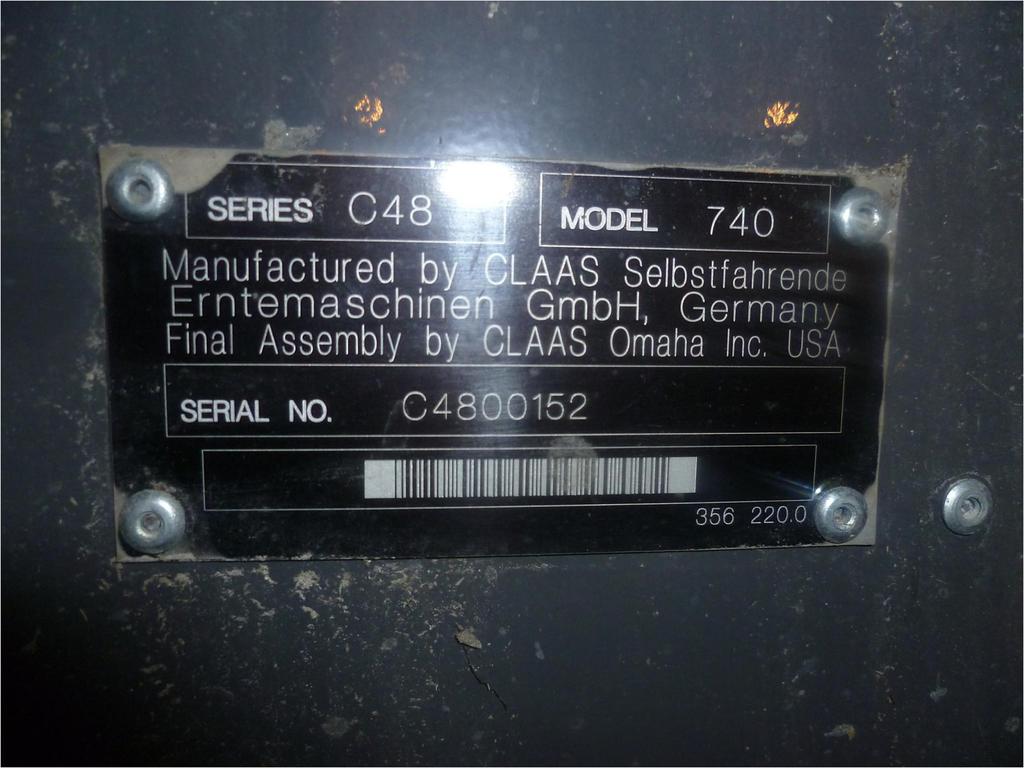 SERIES C48
MODEL 740
Manufactured by CLAAS Selbstfahrende
Erntemaschinen GmbH, Germany
Final Assembly by CLAAS Omaha Inc. USA
SERIAL NO. C4800152
356 220.0